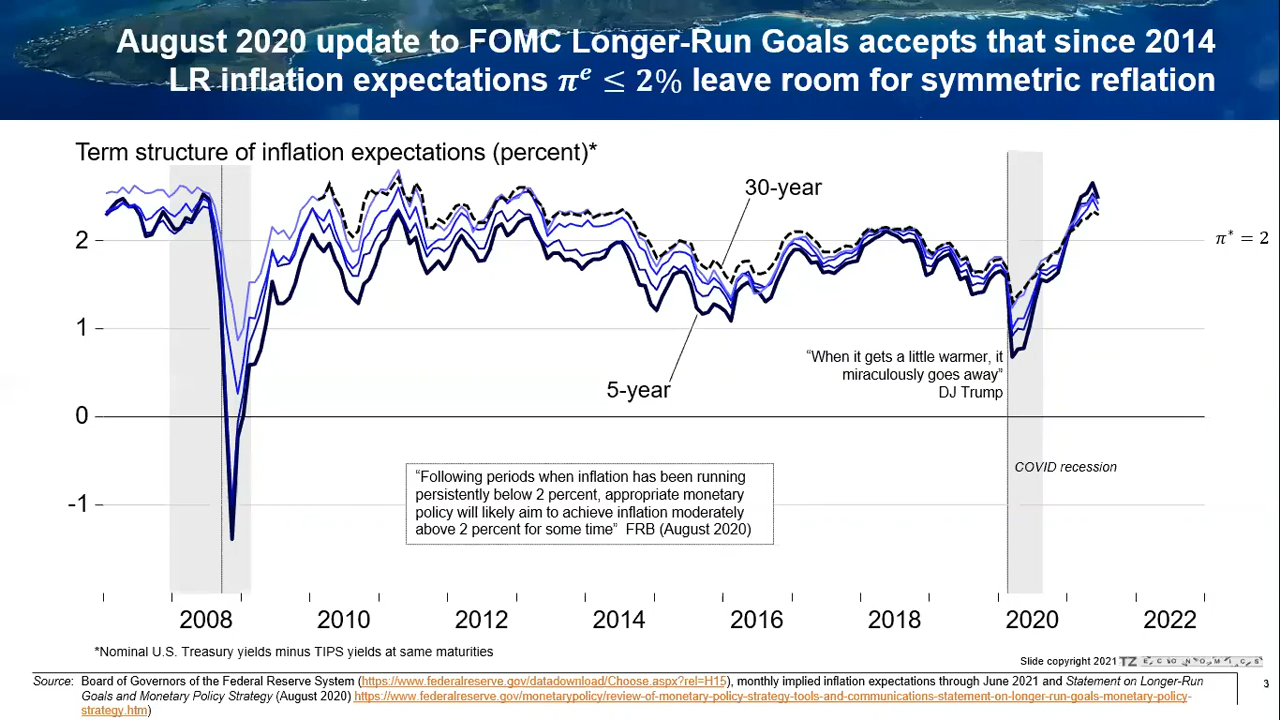 August 2020 update to FOMC Longer-Run Goals accepts that since 2014
LR inflation expectations 𝝅ᵉ ≤ 2% leave room for symmetric reflation
Term structure of inflation expectations (percent)*
30-year
2
π* = 2
1
"When it gets a little warmer, it
miraculously goes away"
DJ Trump
5-year
0
COVID recession
"Following periods when inflation has been running
persistently below 2 percent, appropriate monetary
policy will likely aim to achieve inflation moderately
above 2 percent for some time" FRB (August 2020)
-1
2008 2010 2012 2014 2016 2018 2020 2022
*Nominal U.S. Treasury yields minus TIPS yields at same maturities
Slide copyright 2021 TZ ECONOMICS
Source: Board of Governors of the Federal Reserve System (https://www.federalreserve.gov/datadownload/Choose.aspx?rel=H15), monthly implied inflation expectations through June 2021 and Statement on Longer-Run
Goals and Monetary Policy Strategy (August 2020) https://www.federalreserve.gov/monetarypolicy/review-of-monetary-policy-strategy-tools-and-communications-statement-on-longer-run-goals-monetary-policy-
strategy.htm)
3